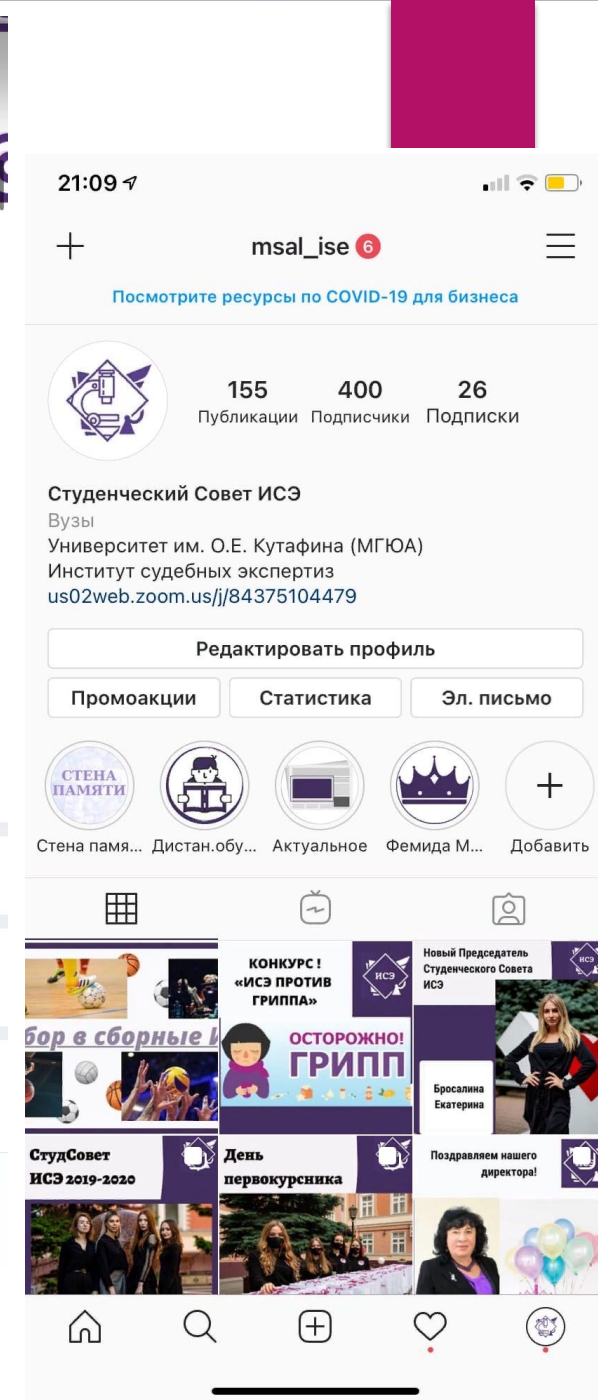 21:09
msal_ise 6
Посмотрите ресурсы по COVID-19 для бизнеса
155 400 26
Публикации Подписчики Подписки
Студенческий Совет ИСЭ
Вузы
Университет им. О.Е. Кутафина (МГЮА)
Институт судебных экспертиз
us02web.zoom.us/j/84375104479
Редактировать профиль
Промоакции Статистика Эл. письмо
СТЕНА
ПАМЯТИ
Стена памя... Дистан.обу... Актуальное Фемида М... Добавить
бор в сборные И
КОНКУРС !
«ИСЭ ПРОТИВ
ГРИППА»
ИСЭ
ОСТОРОЖНО!
ГРИПП
Новый Председатель
Студенческого Совета
ИСЭ
ИСЭ
Бросалина
Екатерина
СтудСовет
ИСЭ 2019-2020
День
первокурсника
Поздравляем нашего
директора!